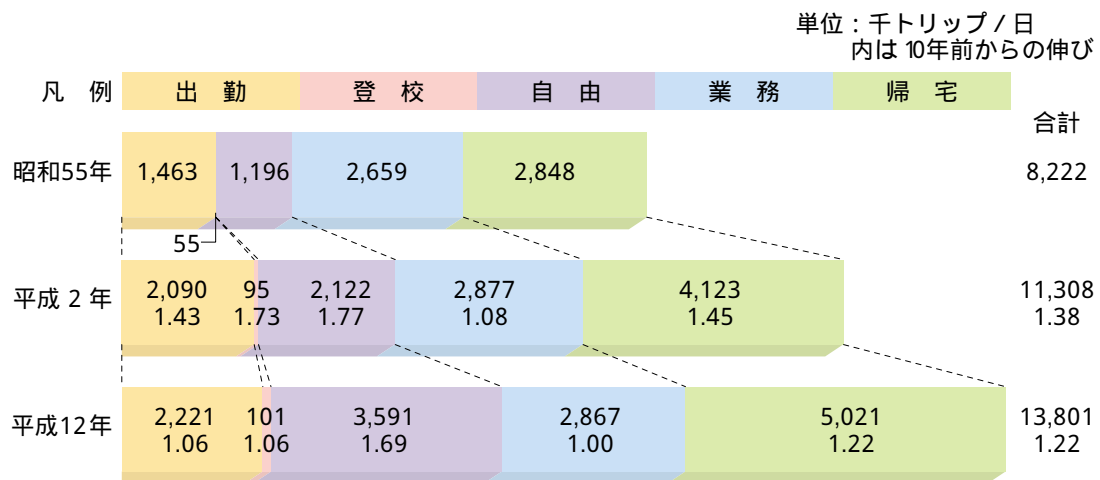 単位：千トリップ / 日
内は 10年前からの伸び
凡 例 出 勤 登 校 自 由 業 務 帰 宅
合計
昭和55年 1,463 1,196 2,659 2,848 8,222
55
平成 2 年 2,090 95 2,122 2,877 4,123 11,308
1.43 1.73 1.77 1.08 1.45 1.38
平成12年 2,221 101 3,591 2,867 5,021 13,801
1.06 1.06 1.69 1.00 1.22 1.22